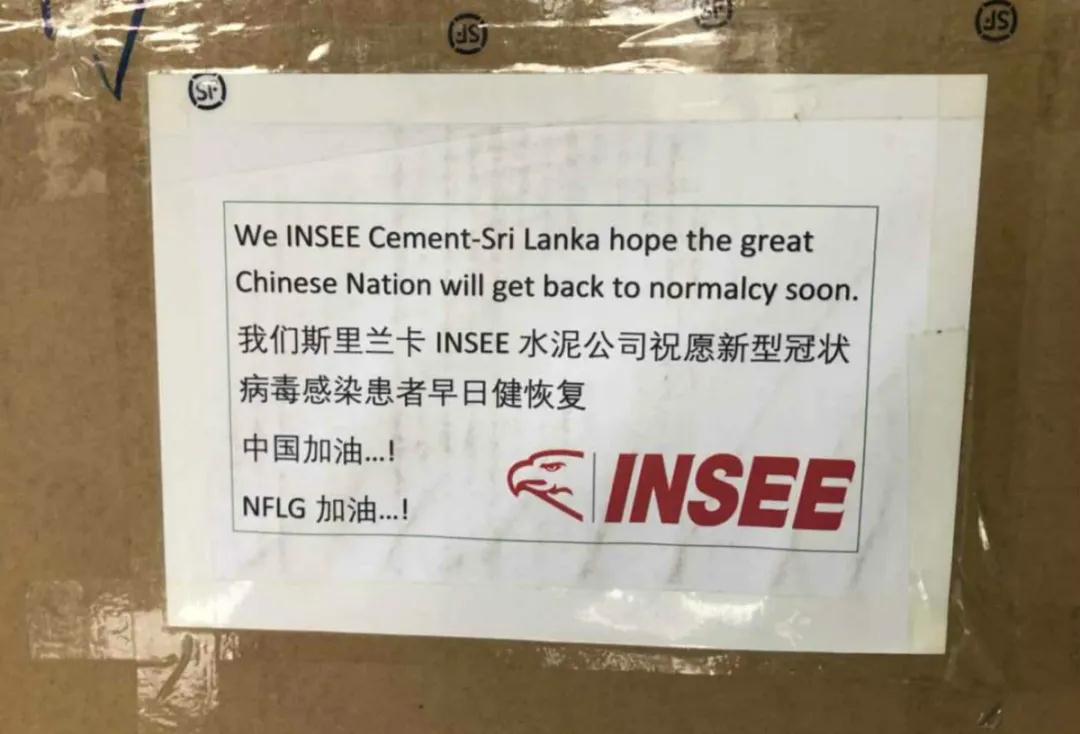 SF
SF
SF
SF
We INSEE Cement-Sri Lanka hope the great
Chinese Nation will get back to normalcy soon.
我们斯里兰卡 INSEE 水泥公司祝愿新型冠状
病毒感染患者早日健恢复
中国加油...!
NFLG 加油...!
INSEE